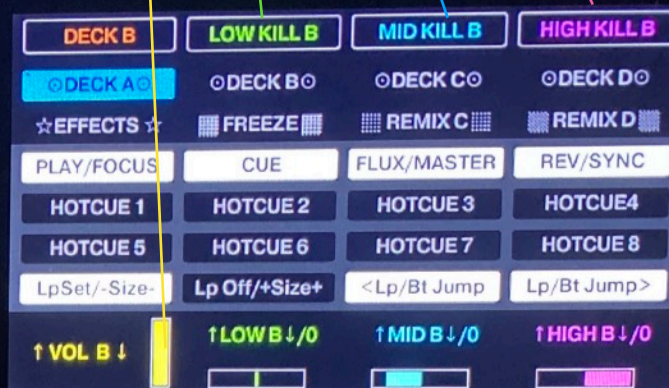 DECK B LOW KILL B MID KILL B HIGH KILL B
⊙DECK A⊙ ⊙DECK B⊙ ⊙DECK C⊙ ⊙DECK D⊙
☆EFFECTS ☆ ▦ FREEZE ▦ ▦ REMIX C ▦ ▦ REMIX D ▦
PLAY/FOCUS CUE FLUX/MASTER REV/SYNC
HOTCUE 1 HOTCUE 2 HOTCUE 3 HOTCUE4
HOTCUE 5 HOTCUE 6 HOTCUE 7 HOTCUE 8
LpSet/-Size- Lp Off/+Size+ <Lp/Bt Jump Lp/Bt Jump>
↑ VOL B ↓ ↑LOW B↓/0 ↑MID B↓/0 ↑HIGH B↓/0